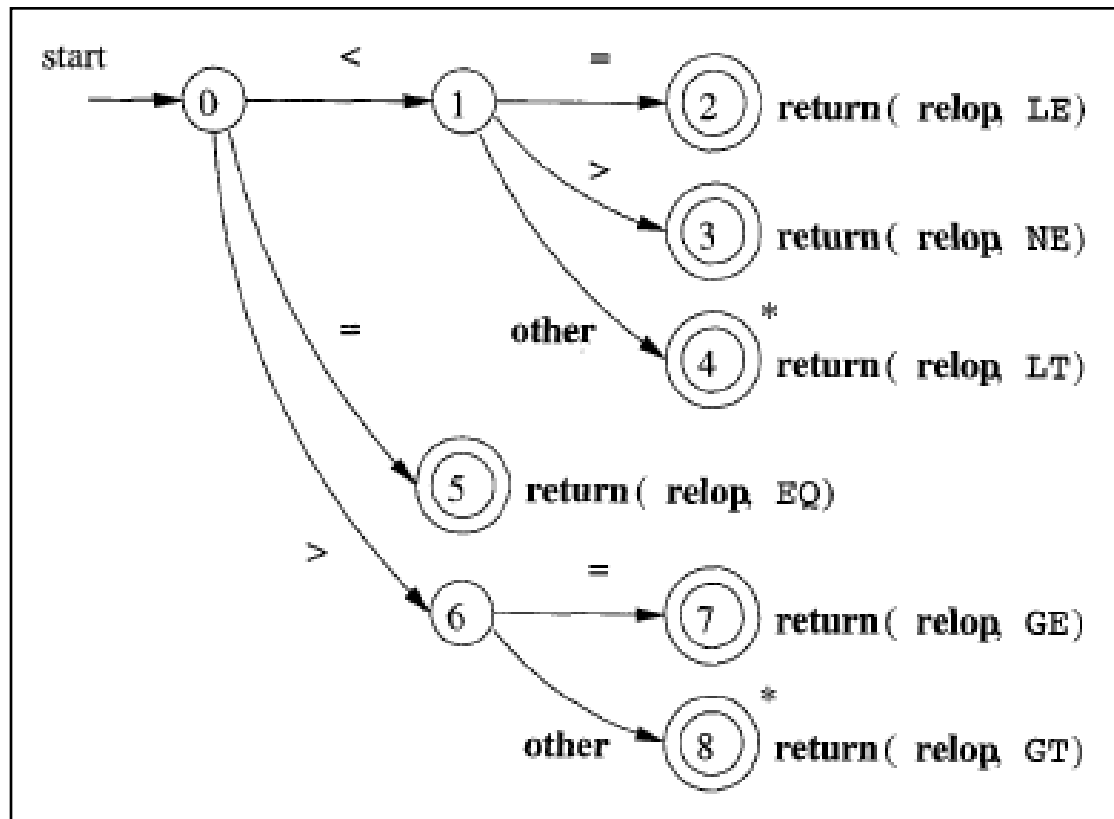 start
<
=
0
1
2
return( relop, LE)
>
3
return( relop, NE)
other
*
4
return( relop, LT)
=
5
return( relop, EQ)
>
=
6
7
return( relop, GE)
*
other
8
return( relop, GT)